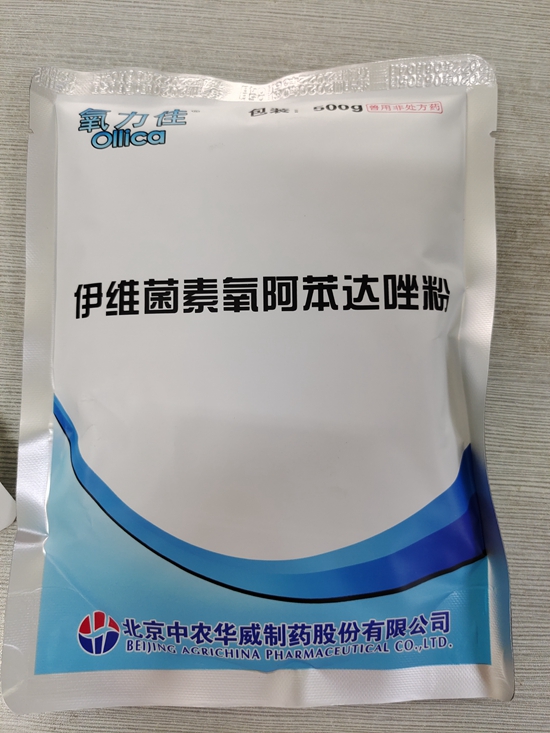 氧力佳™
Ollica
包装： 500g 兽用非处方药
伊维菌素氧阿苯达唑粉
北京中农华威制药股份有限公司
BEIJING AGRICHINA PHARMACEUTICAL CO.,LTD.